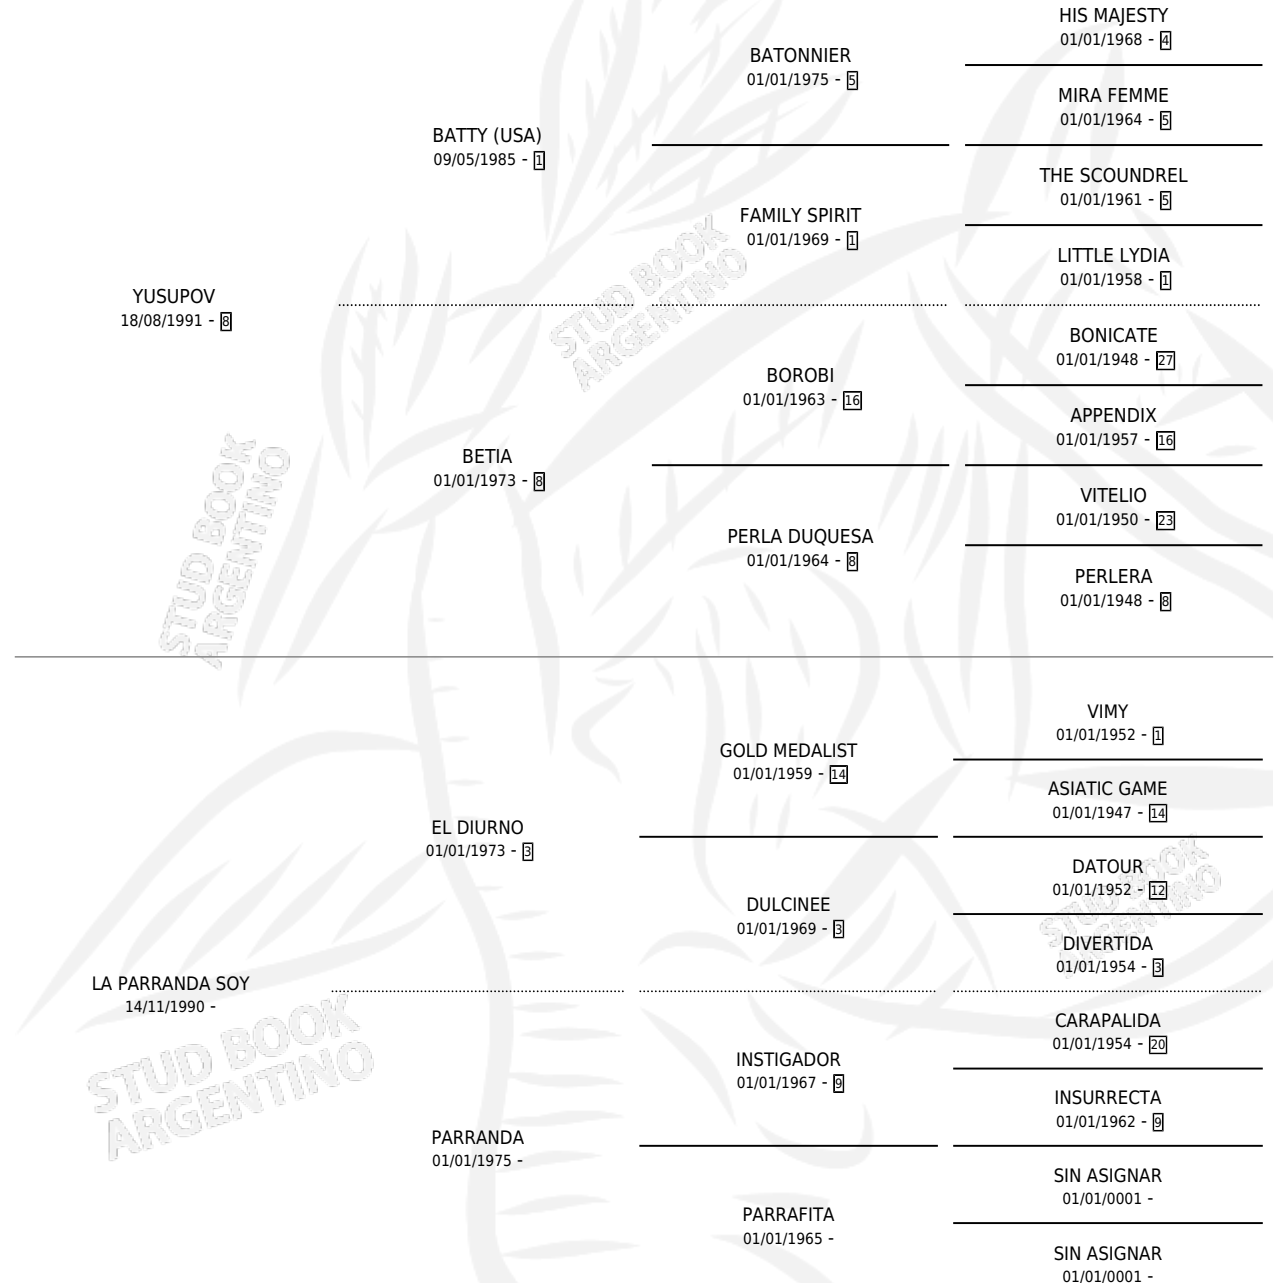 HIS MAJESTY
01/01/1968 - 4
BATONNIER
01/01/1975 - 5
MIRA FEMME
01/01/1964 - 5
BATTY (USA)
09/05/1985 - 1
THE SCOUNDREL
01/01/1961 - 5
FAMILY SPIRIT
01/01/1969 - 1
LITTLE LYDIA
01/01/1958 - 1
YUSUPOV
18/08/1991 - 8
BONICATE
01/01/1948 - 27
BOROBI
01/01/1963 - 16
APPENDIX
01/01/1957 - 16
BETIA
01/01/1973 - 8
VITELIO
01/01/1950 - 23
PERLA DUQUESA
01/01/1964 - 8
PERLERA
01/01/1948 - 8
VIMY
01/01/1952 - 1
GOLD MEDALIST
01/01/1959 - 14
ASIATIC GAME
01/01/1947 - 14
EL DIURNO
01/01/1973 - 3
DATOUR
01/01/1952 - 12
DULCINEE
01/01/1969 - 3
DIVERTIDA
01/01/1954 - 3
LA PARRANDA SOY
14/11/1990 -
CARAPALIDA
01/01/1954 - 20
INSTIGADOR
01/01/1967 - 9
INSURRECTA
01/01/1962 - 9
PARRANDA
01/01/1975 -
SIN ASIGNAR
01/01/0001 -
PARRAFITA
01/01/1965 -
SIN ASIGNAR
01/01/0001 -
STUD BOOK
ARGENTINO
STUD BOOK
ARGENTINO
STUD BOOK
ARGENTINO
STUD BOOK
ARGENTINO